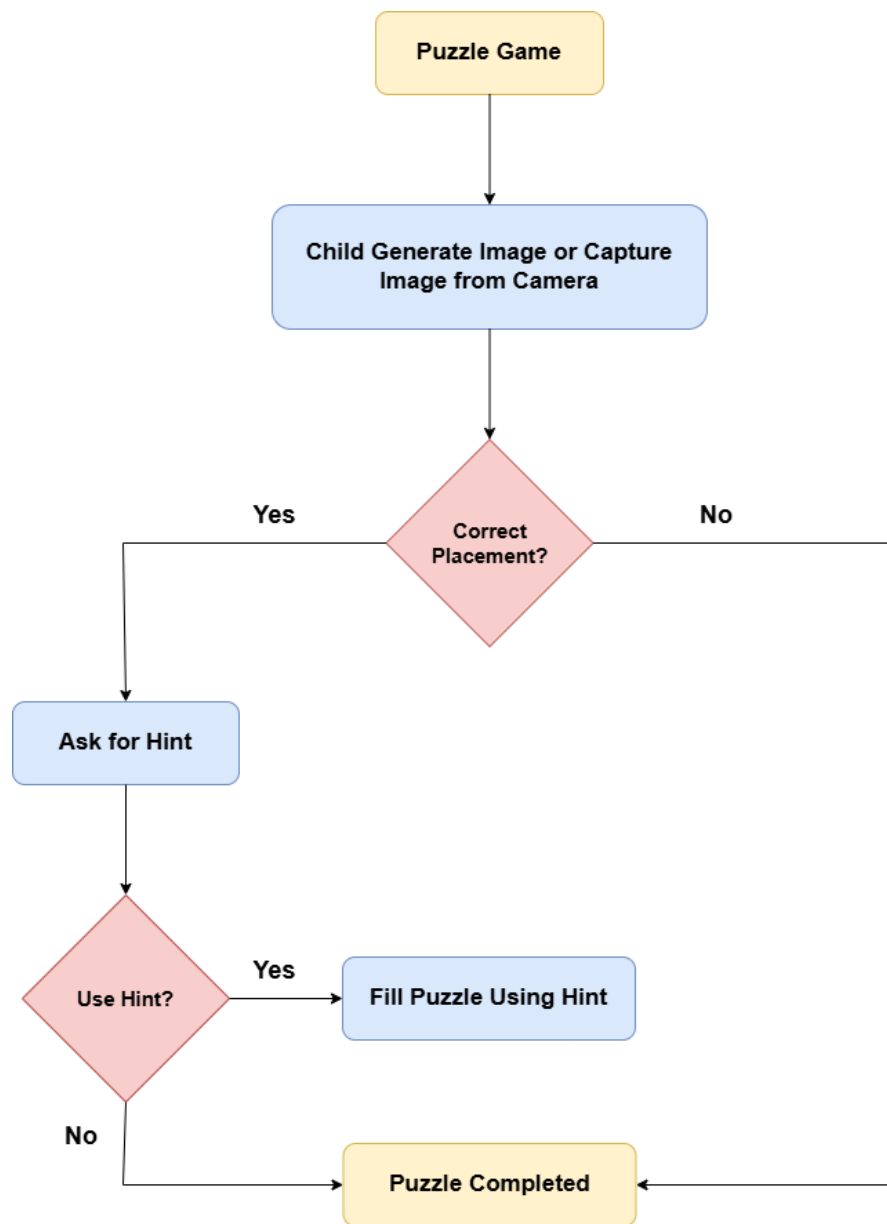 Puzzle Game
Child Generate Image or Capture
Image from Camera
Yes
No
Correct
Placement?
Ask for Hint
Use Hint?
Yes
Fill Puzzle Using Hint
No
Puzzle Completed